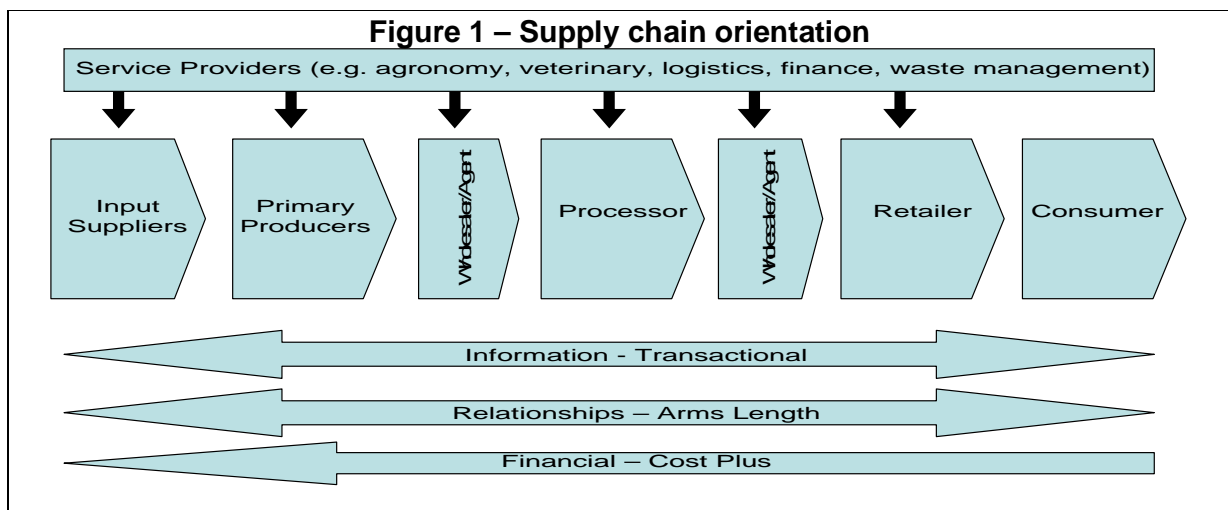 Figure 1 – Supply chain orientation
Service Providers (e.g. agronomy, veterinary, logistics, finance, waste management)
Input
Suppliers
Primary
Producers
Wholesaler/Agent
Processor
Wholesaler/Agent
Retailer
Consumer
Information - Transactional
Relationships – Arms Length
Financial – Cost Plus